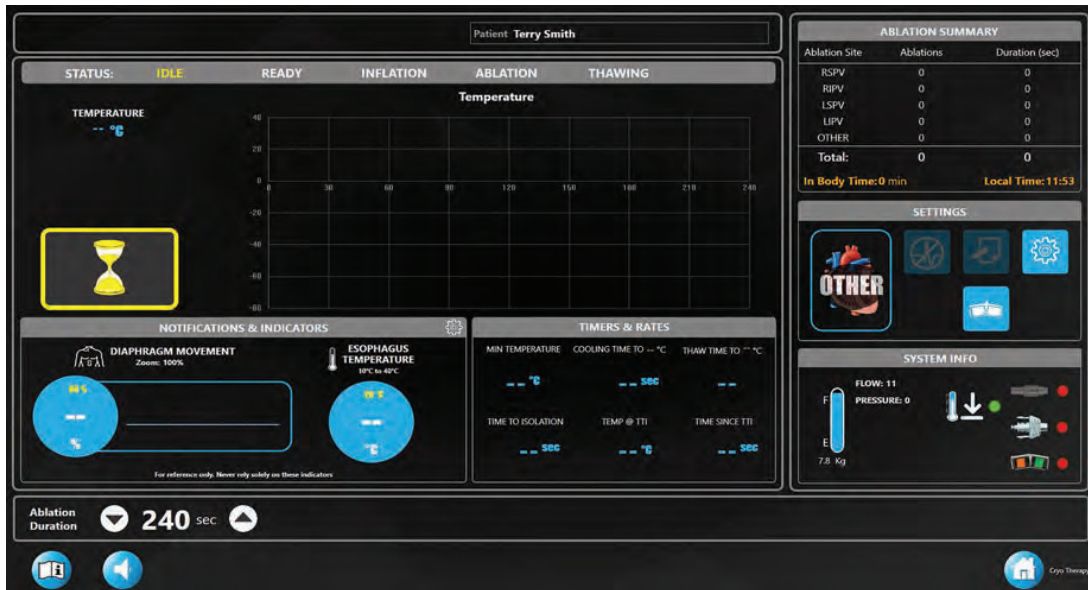 Patient Terry Smith
STATUS: IDLE READY INFLATION ABLATION THAWING
TEMPERATURE
-- °C
Temperature
40
20
0
0 30 60 90 120 150 180 210 240
-20
-40
-60
-80
NOTIFICATIONS & INDICATORS
DIAPHRAGM MOVEMENT
Zoom: 100%
--
%
ESOPHAGUS
TEMPERATURE
10°C to 40°C
--
°C
For reference only. Never rely solely on these indicators
TIMERS & RATES
MIN TEMPERATURE COOLING TIME TO -- °C THAW TIME TO -- °C
-- °C -- sec --
TIME TO ISOLATION TEMP @ TTI TIME SINCE TTI
-- sec -- °C -- sec
ABLATION SUMMARY
Ablation Site Ablations Duration (sec)
RSPV 0 0
RIPV 0 0
LSPV 0 0
LIPV 0 0
OTHER 0 0
Total: 0 0
In Body Time: 0 min Local Time: 11:53
SETTINGS
OTHER
SYSTEM INFO
F
E
7.8 Kg
FLOW: 11
PRESSURE: 0
Ablation
Duration
240 sec
Cryo Therapy